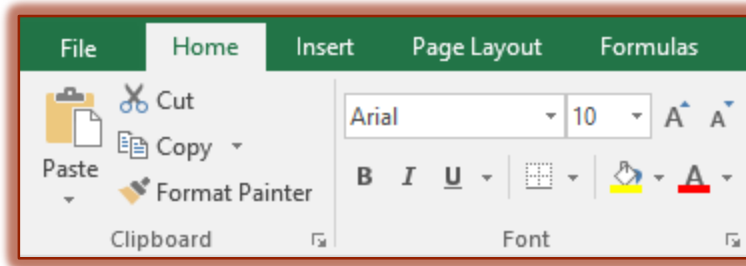 File Home Insert Page Layout Formulas
Cut
Copy
Paste
Format Painter
Clipboard
Arial 10 A A
B I U A
Font